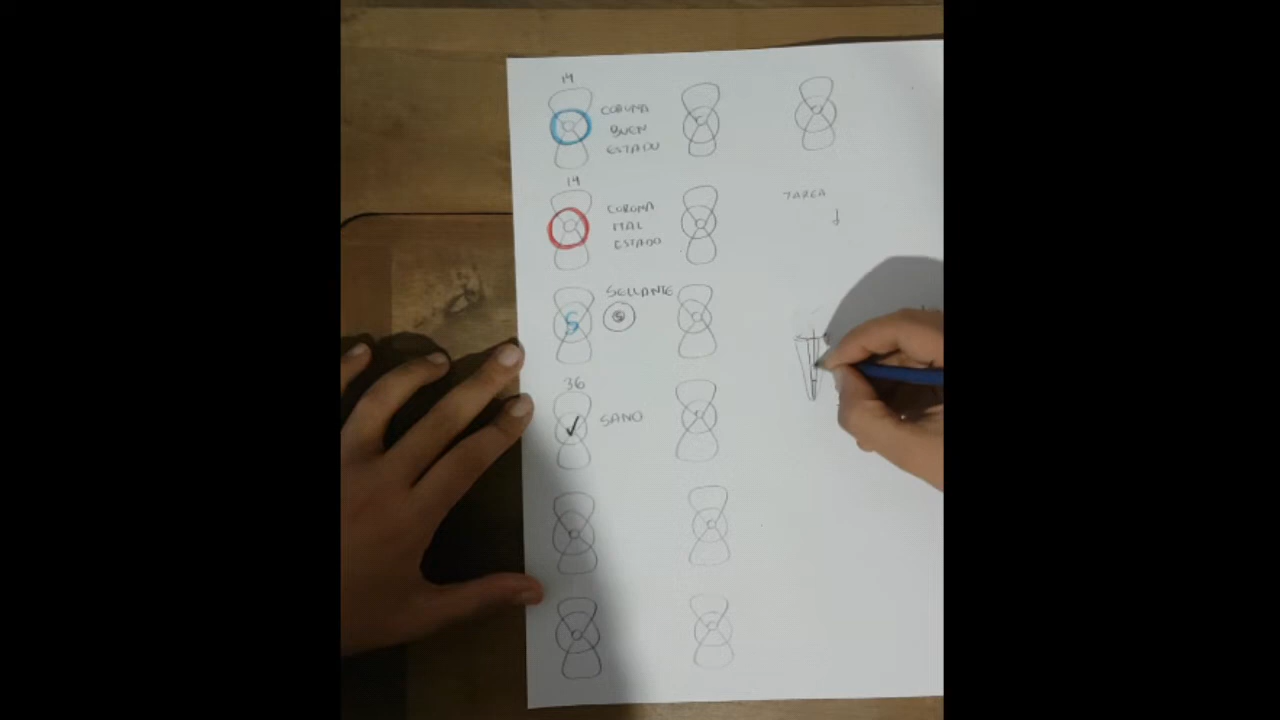 14
CORONA
BUEN
ESTADO
14
CORONA
MAL
ESTADO
TAREA
SELLANTE
S
S
36
SANO